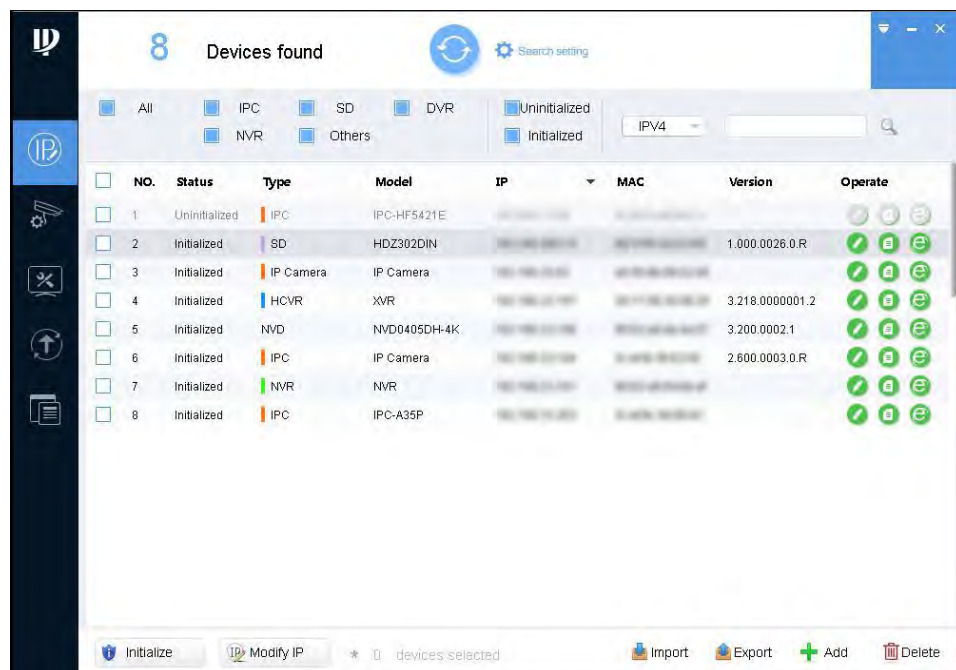 8 Devices found Search setting
All IPC SD DVR Uninitialized
NVR Others Initialized IPV4
NO. Status Type Model IP MAC Version Operate
1 Uninitialized IPC IPC-HF5421E
2 Initialized SD HDZ302DIN 1.000.0026.0.R
3 Initialized IP Camera IP Camera
4 Initialized HCVR XVR 3.218.0000001.2
5 Initialized NVD NVD0405DH-4K 3.200.0002.1
6 Initialized IPC IP Camera 2.600.0003.0.R
7 Initialized NVR NVR
8 Initialized IPC IPC-A35P
Initialize Modify IP * 0 devices selected Import Export Add Delete